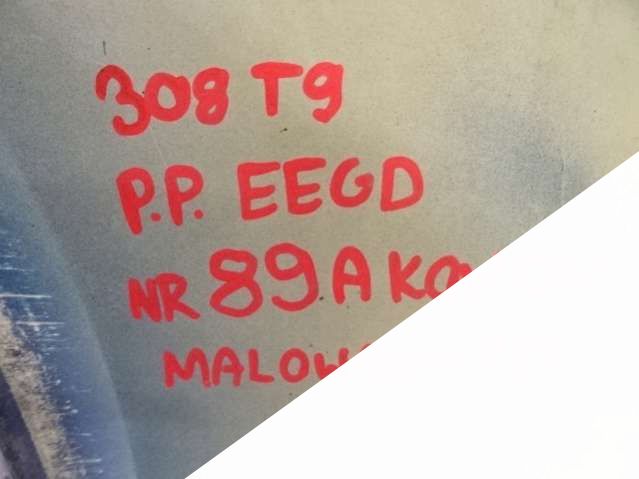 308 T9
P.P. EEGD
NR 89 A